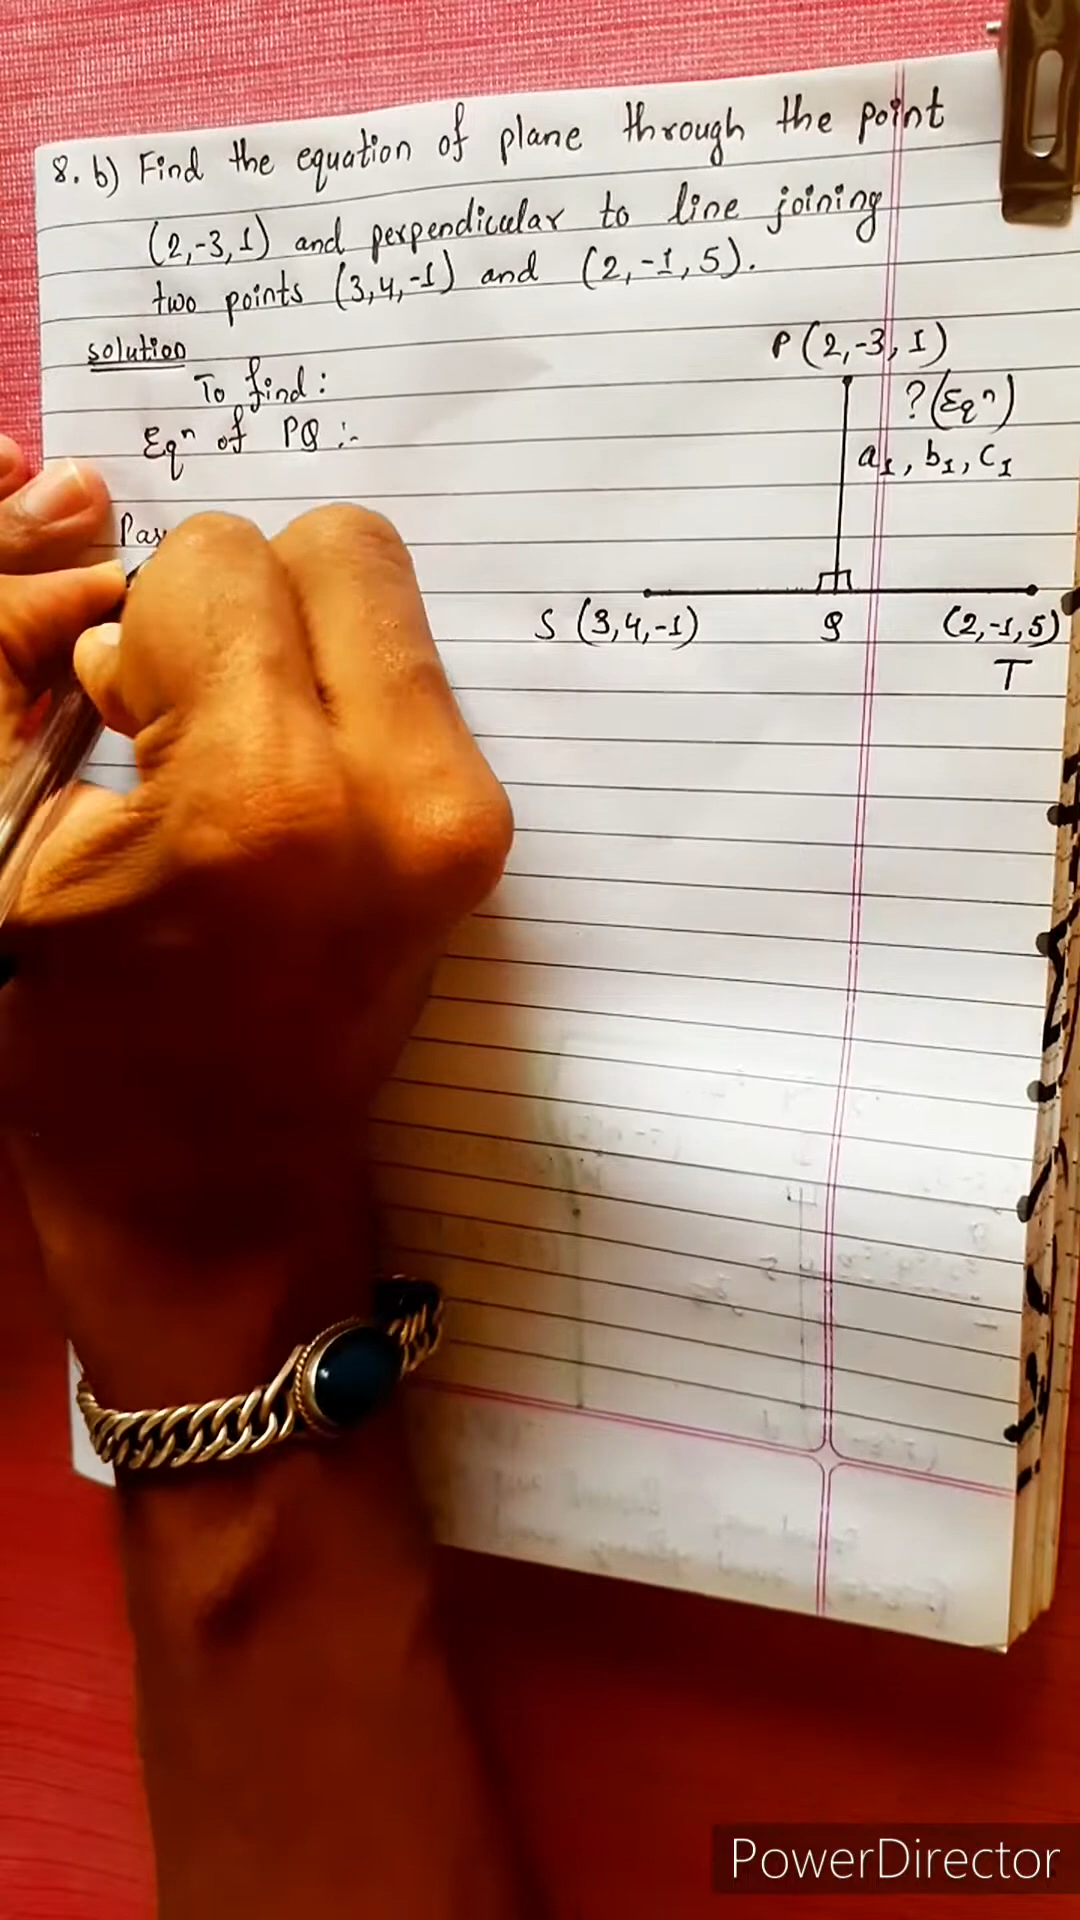 8. b) Find the equation of plane through the point
(2,-3,1) and perpendicular to line joining
two points (3,4,-1) and (2,-1,5).
solution
To find:
Eqⁿ of PQ :-
P(2,-3,1)
?(Eqⁿ)
a₁, b₁, c₁
S (3,4,-1) Q (2,-1,5)
T
PowerDirector